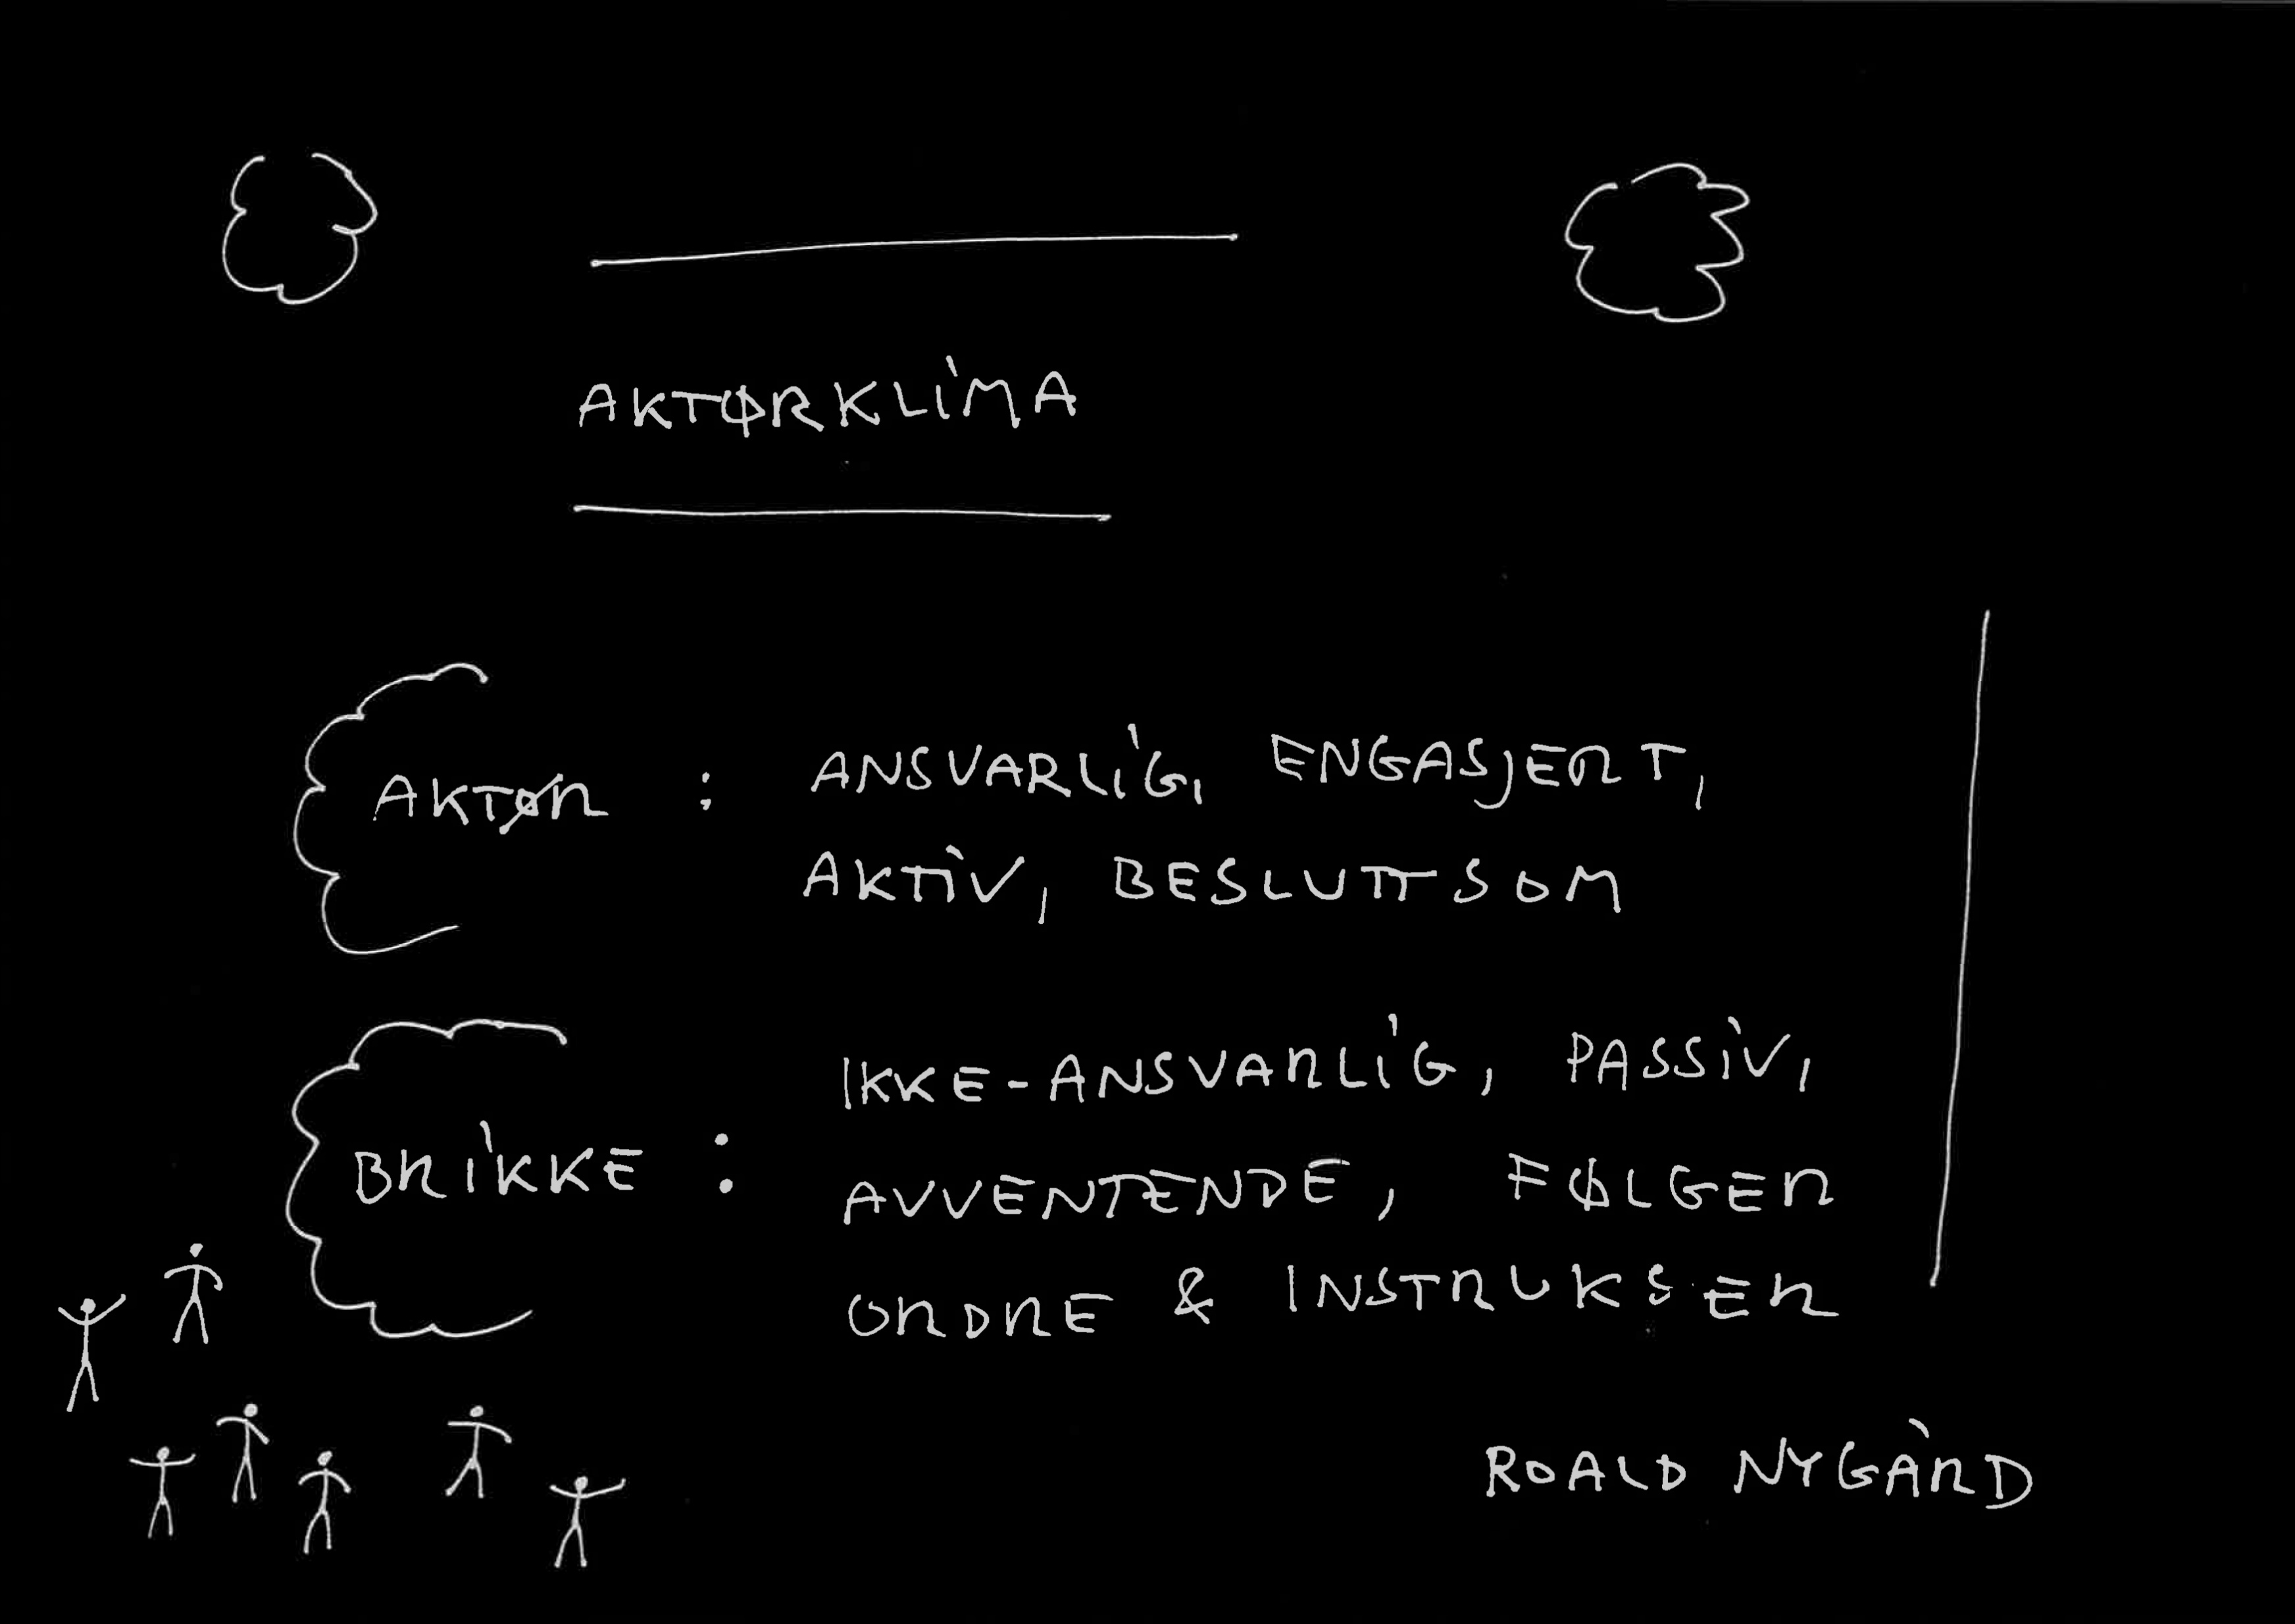 AKTØRKLIMA
AKTØR : ANSVARLIG, ENGASJERT,
AKTIV, BESLUTTSOM
BRIKKE : IKKE-ANSVARLIG, PASSIV,
AVVENTENDE, FØLGER
ORDRE & INSTRUKSER
ROALD NYGÅRD